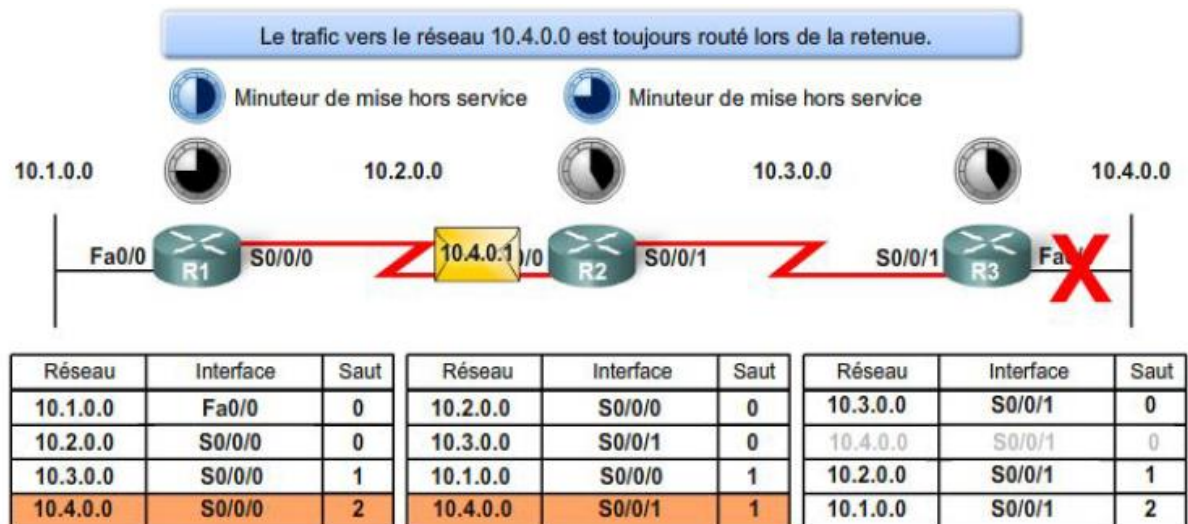 Le trafic vers le réseau 10.4.0.0 est toujours routé lors de la retenue.
Minuteur de mise hors service
Minuteur de mise hors service
10.1.0.0
10.2.0.0
10.3.0.0
10.4.0.0
Fa0/0
R1
S0/0/0
10.4.0.1
/0
R2
S0/0/1
S0/0/1
R3
Réseau Interface Saut
10.1.0.0 Fa0/0 0
10.2.0.0 S0/0/0 0
10.3.0.0 S0/0/0 1
10.4.0.0 S0/0/0 2
Réseau Interface Saut
10.2.0.0 S0/0/0 0
10.3.0.0 S0/0/1 0
10.1.0.0 S0/0/0 1
10.4.0.0 S0/0/1 1
Réseau Interface Saut
10.3.0.0 S0/0/1 0
10.4.0.0 S0/0/1 0
10.2.0.0 S0/0/1 1
10.1.0.0 S0/0/1 2